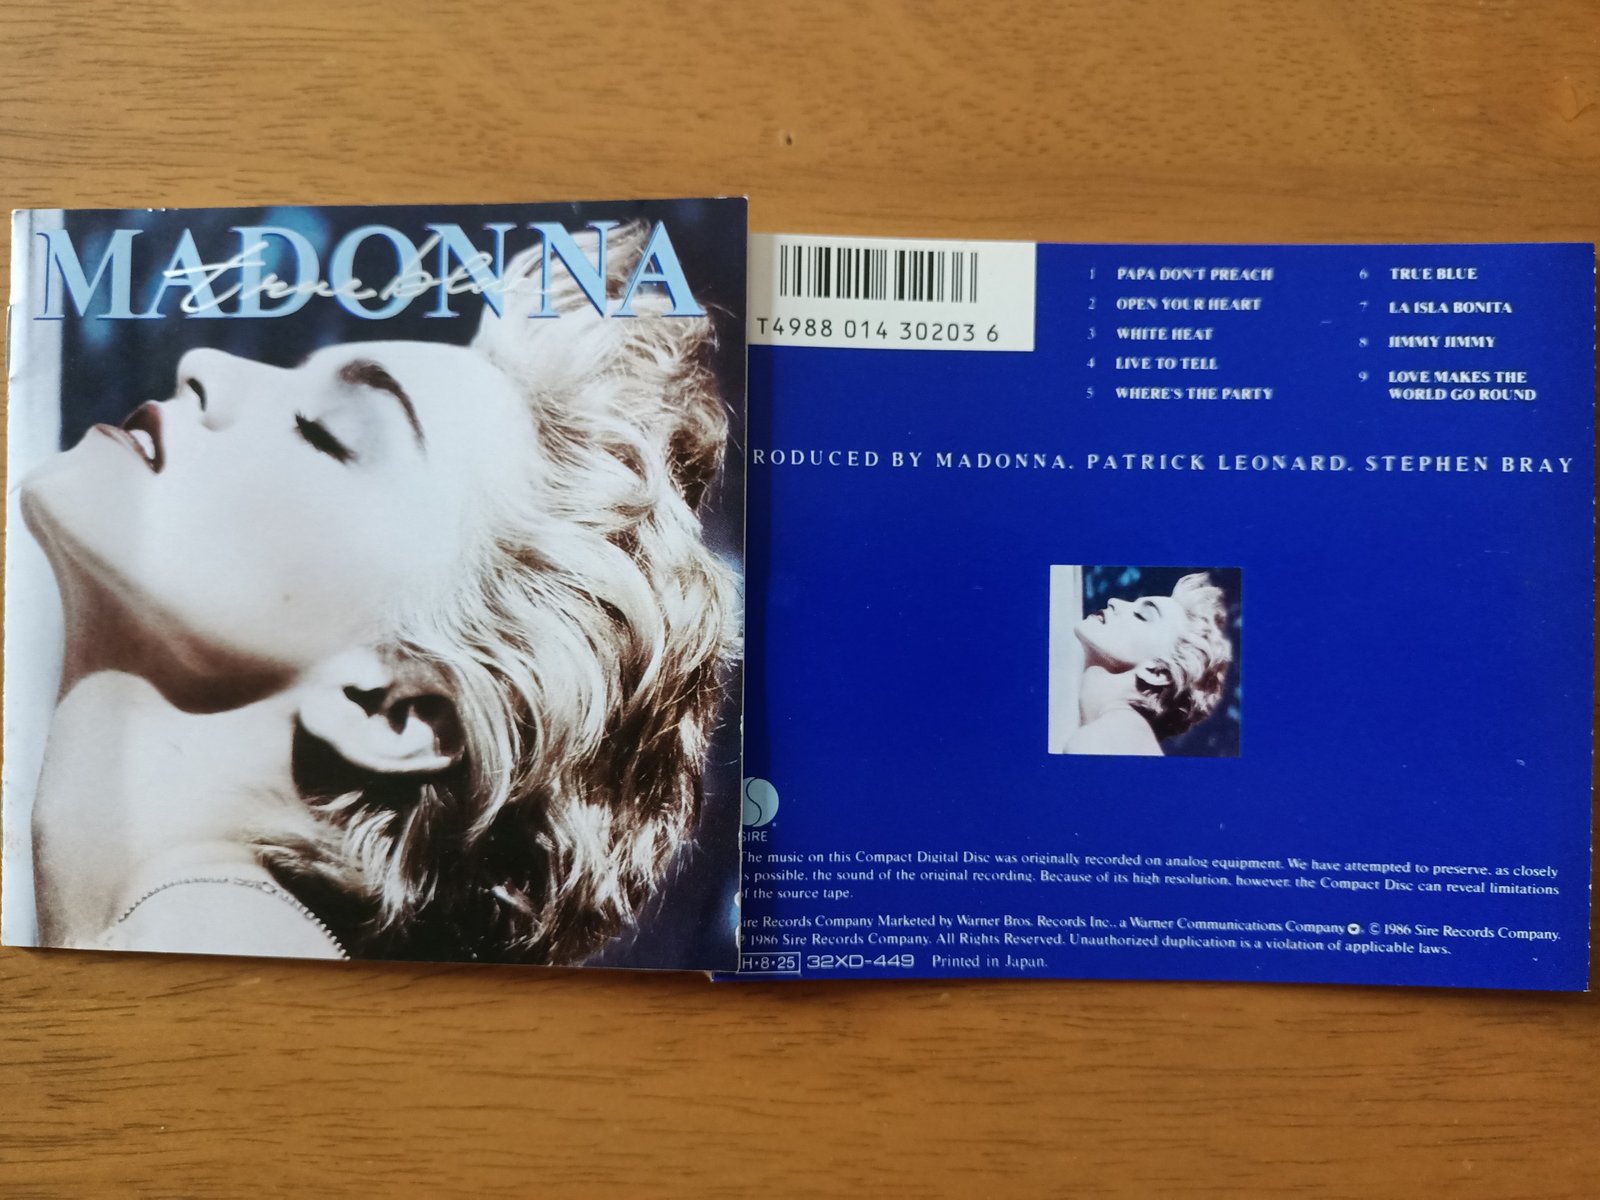 MADONNA
true blue
T4988 014 30203 6
1 PAPA DON'T PREACH
2 OPEN YOUR HEART
3 WHITE HEAT
4 LIVE TO TELL
5 WHERE'S THE PARTY
6 TRUE BLUE
7 LA ISLA BONITA
8 JIMMY JIMMY
9 LOVE MAKES THE
WORLD GO ROUND
RODUCED BY MADONNA. PATRICK LEONARD. STEPHEN BRAY
SIRE
The music on this Compact Digital Disc was originally recorded on analog equipment. We have attempted to preserve, as closely
s possible, the sound of the original recording. Because of its high resolution, however, the Compact Disc can reveal limitations
of the source tape.
ire Records Company Marketed by Warner Bros. Records Inc., a Warner Communications Company. © 1986 Sire Records Company.
℗ 1986 Sire Records Company. All Rights Reserved. Unauthorized duplication is a violation of applicable laws.
H·8·25 32XD-449 Printed in Japan.